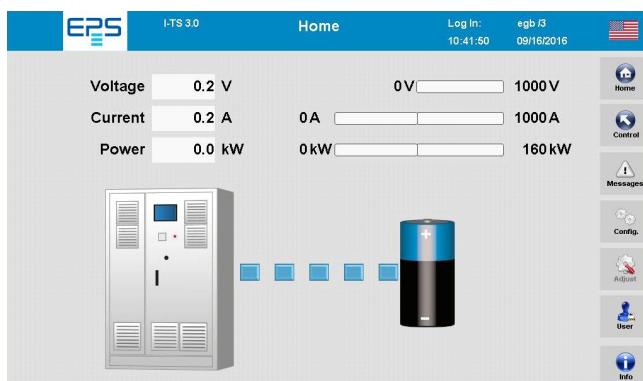 EPS
I-TS 3.0
Home
Log In: egb /3
10:41:50 09/16/2016
Voltage 0.2 V 0 V 1000 V
Current 0.2 A 0 A 1000 A
Power 0.0 kW 0 kW 160 kW
Home
Control
Messages
Config.
Adjust
User
Info